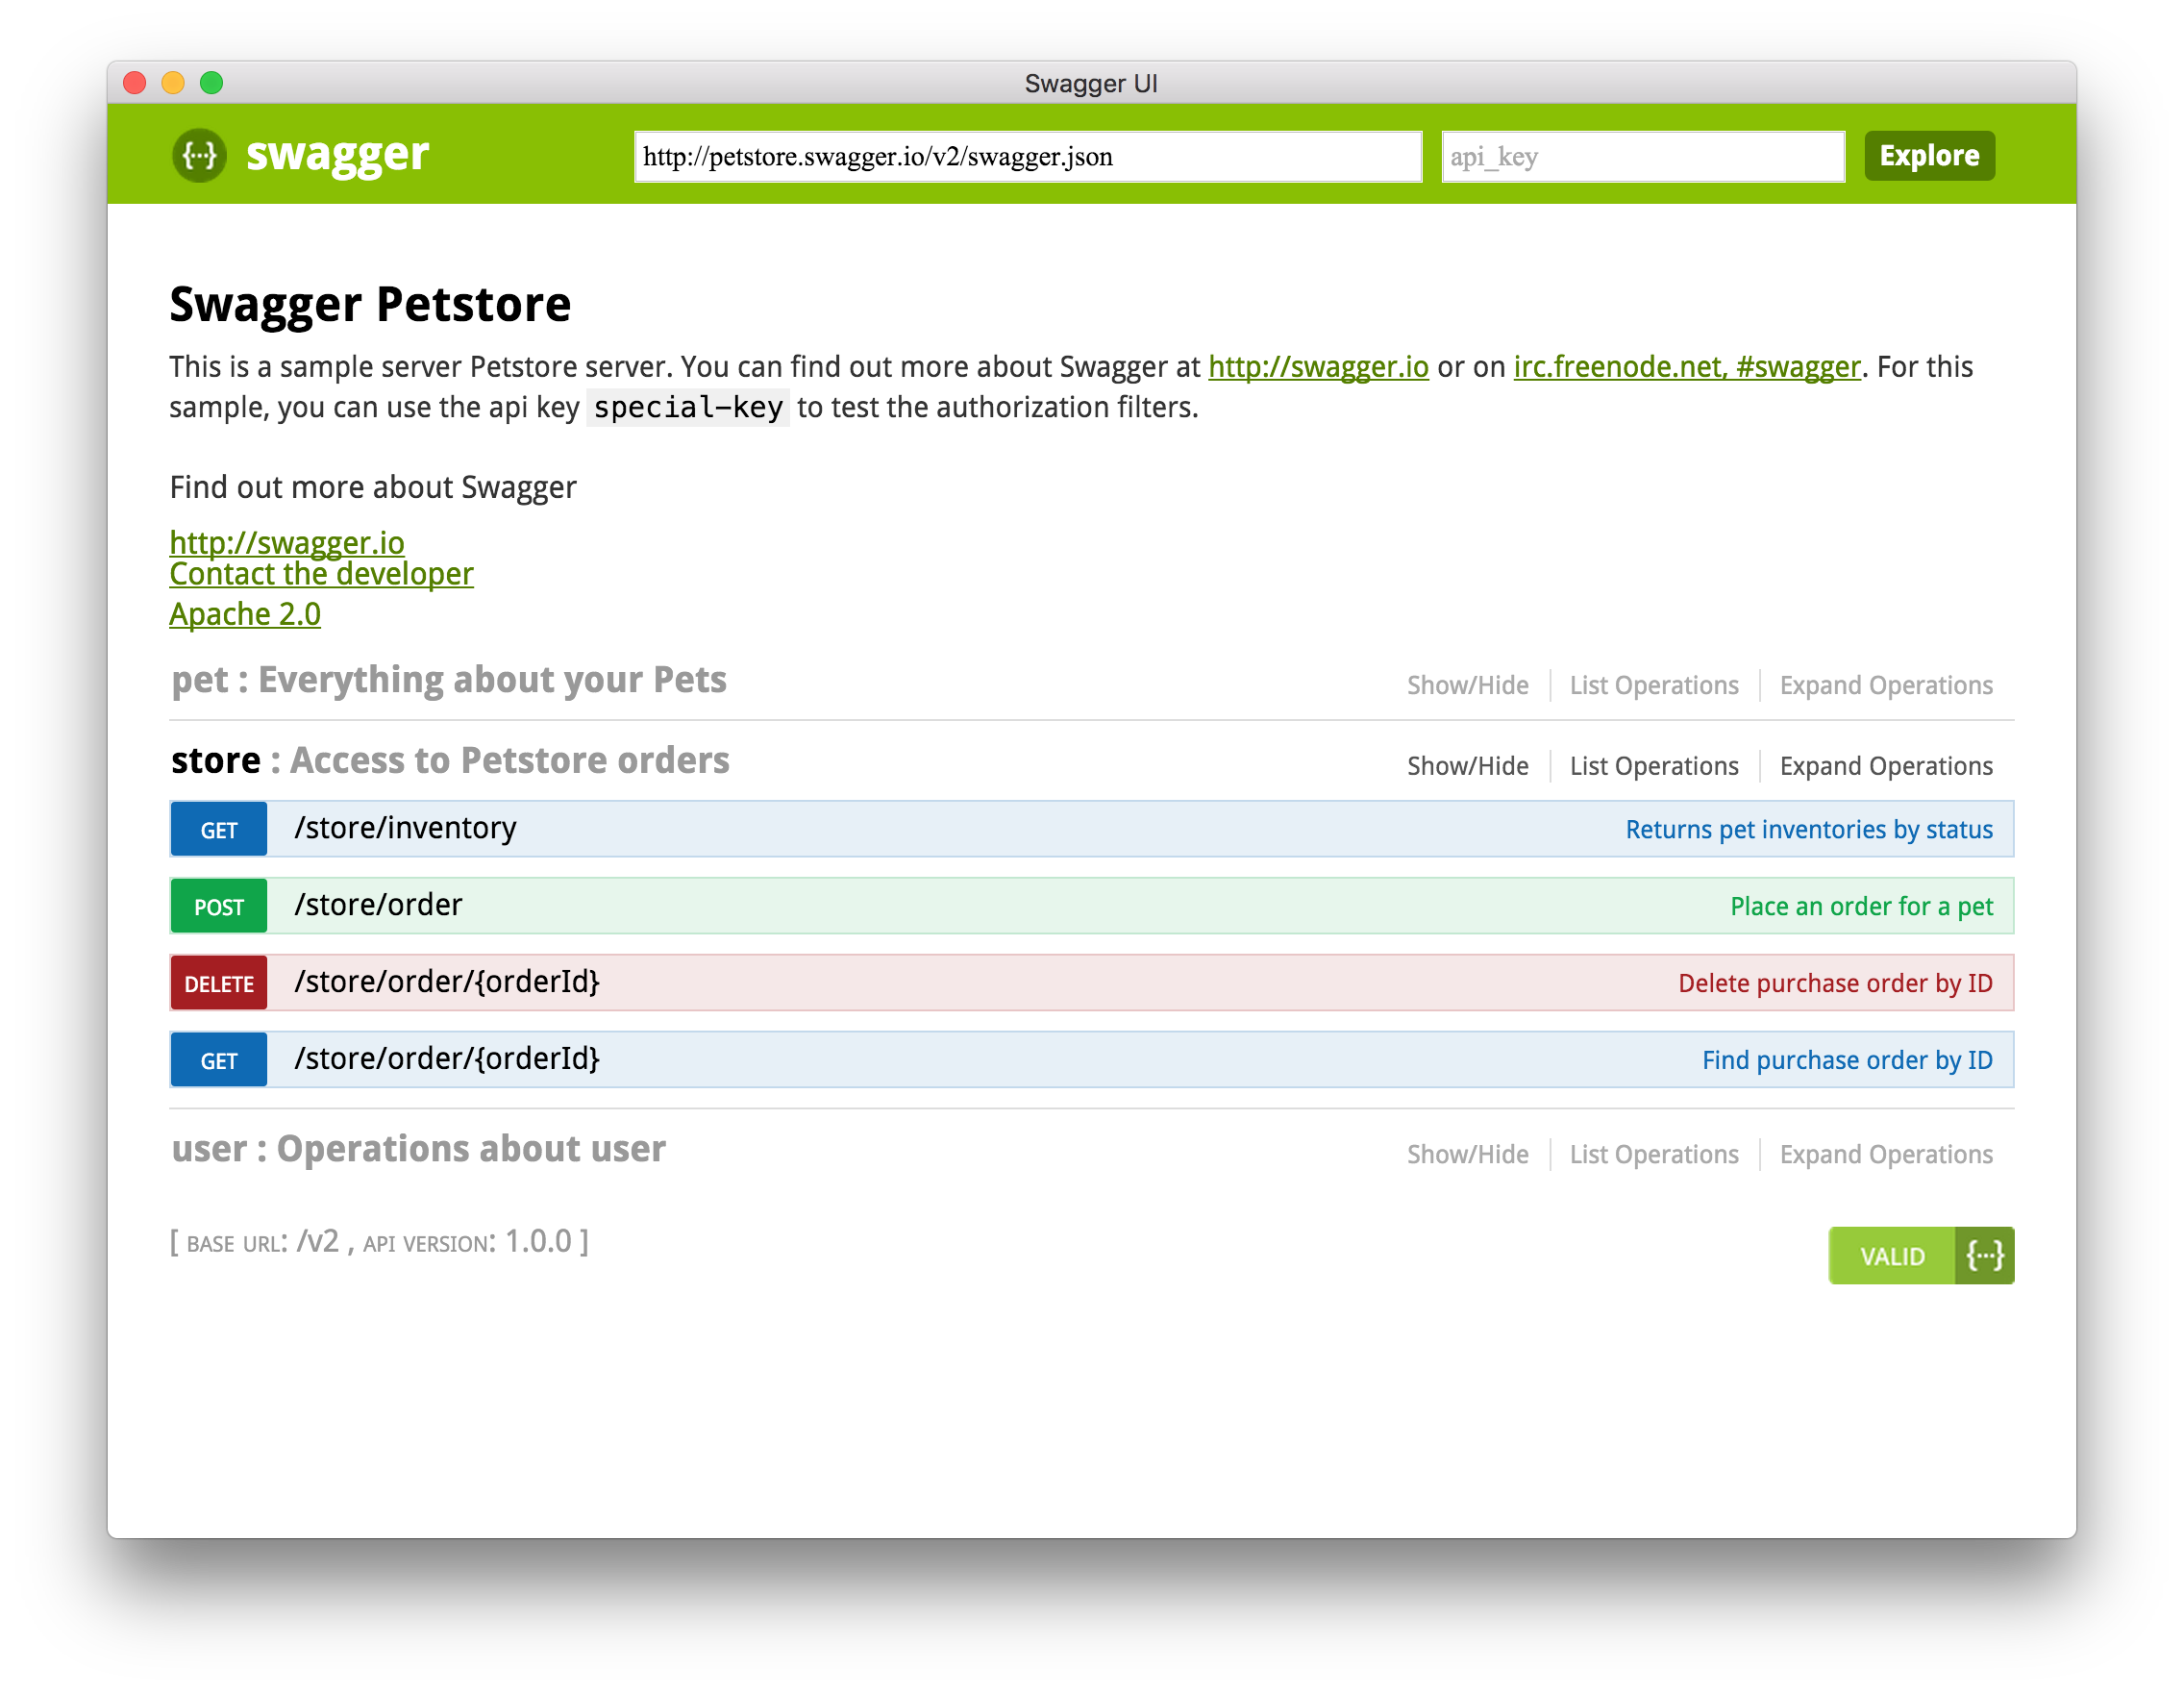 Swagger UI
{···} swagger http://petstore.swagger.io/v2/swagger.json api_key Explore
Swagger Petstore
This is a sample server Petstore server. You can find out more about Swagger at http://swagger.io or on irc.freenode.net, #swagger. For this
sample, you can use the api key special-key to test the authorization filters.
Find out more about Swagger
http://swagger.io
Contact the developer
Apache 2.0
pet : Everything about your Pets Show/Hide List Operations Expand Operations
store : Access to Petstore orders Show/Hide List Operations Expand Operations
GET /store/inventory Returns pet inventories by status
POST /store/order Place an order for a pet
DELETE /store/order/{orderId} Delete purchase order by ID
GET /store/order/{orderId} Find purchase order by ID
user : Operations about user Show/Hide List Operations Expand Operations
[ BASE URL: /v2 , API VERSION: 1.0.0 ] VALID {···}